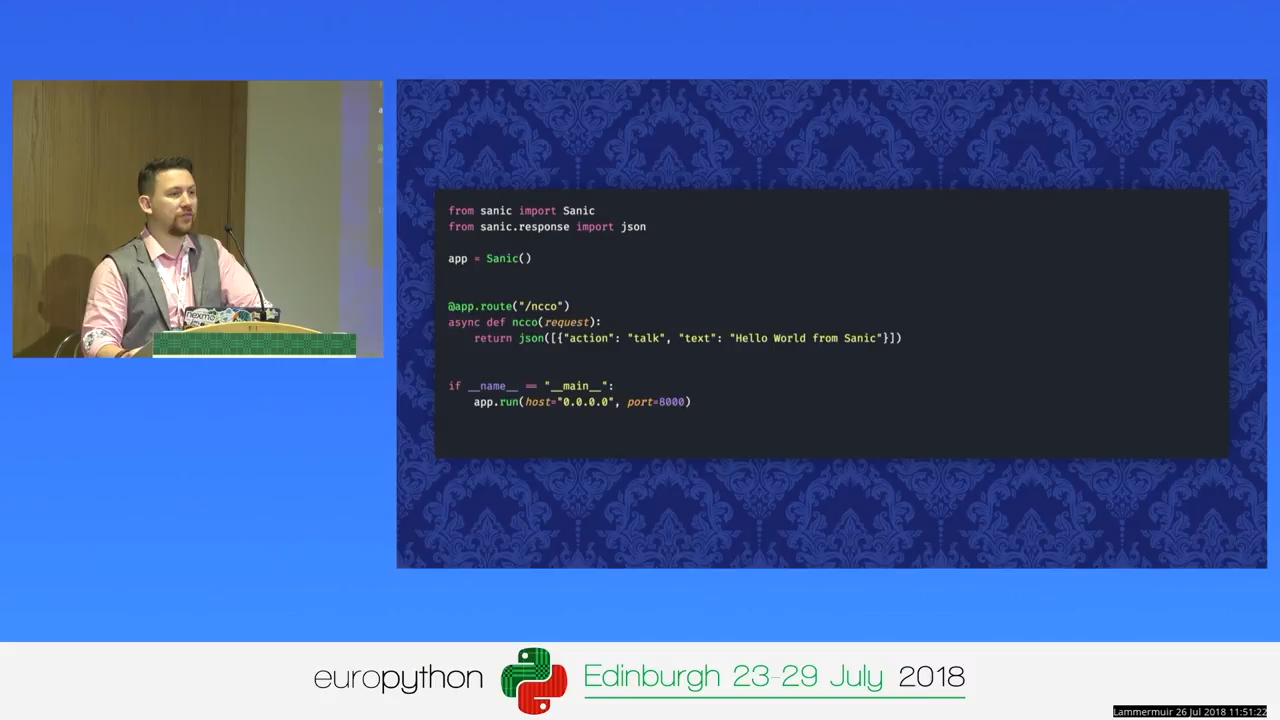 nexmo
from sanic import Sanic
from sanic.response import json
app = Sanic()
@app.route("/ncco")
async def ncco(request):
    return json([{"action": "talk", "text": "Hello World from Sanic"}])
if __name__ == "__main__":
    app.run(host="0.0.0.0", port=8000)
europython
Edinburgh 23-29 July 2018
Lammermuir 26 Jul 2018 11:51:22